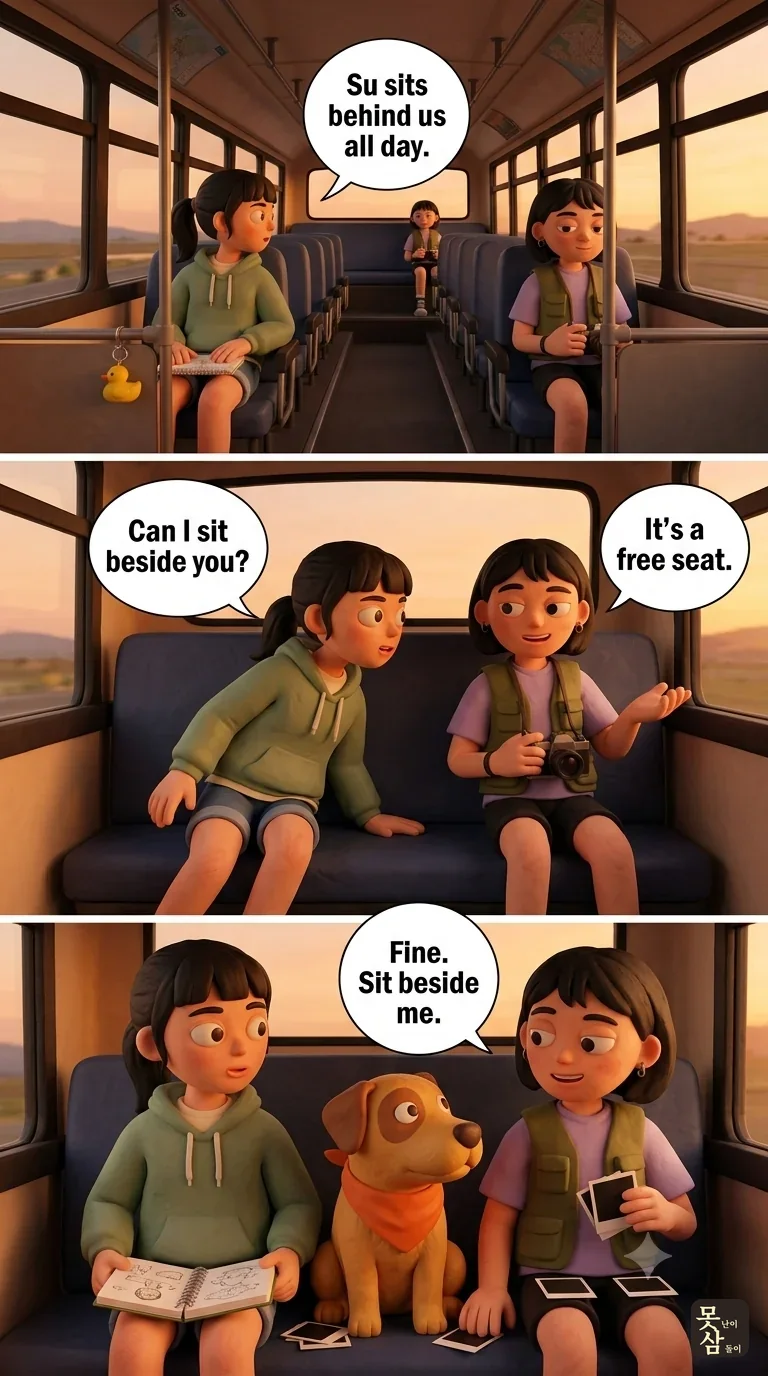 Su sits
behind us
all day.
Can I sit
beside you?
It's a
free seat.
Fine.
Sit beside
me.
못난이
삼돌이